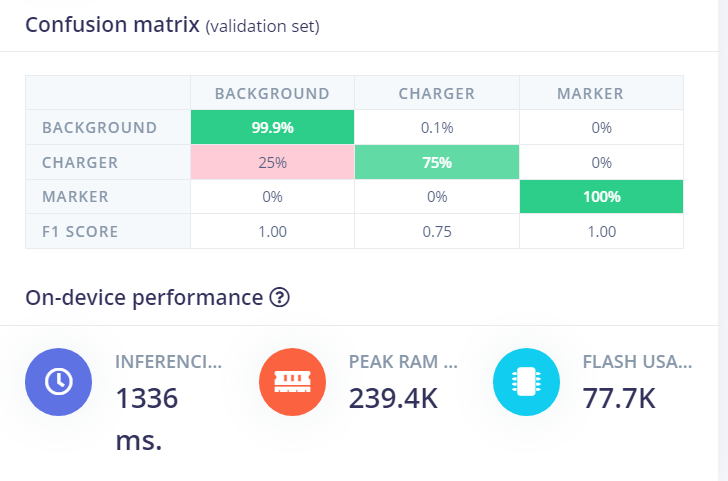 Confusion matrix (validation set)
BACKGROUND CHARGER MARKER
BACKGROUND 99.9% 0.1% 0%
CHARGER 25% 75% 0%
MARKER 0% 0% 100%
F1 SCORE 1.00 0.75 1.00
On-device performance ?
INFERENCI... PEAK RAM ... FLASH USA...
1336 239.4K 77.7K
ms.